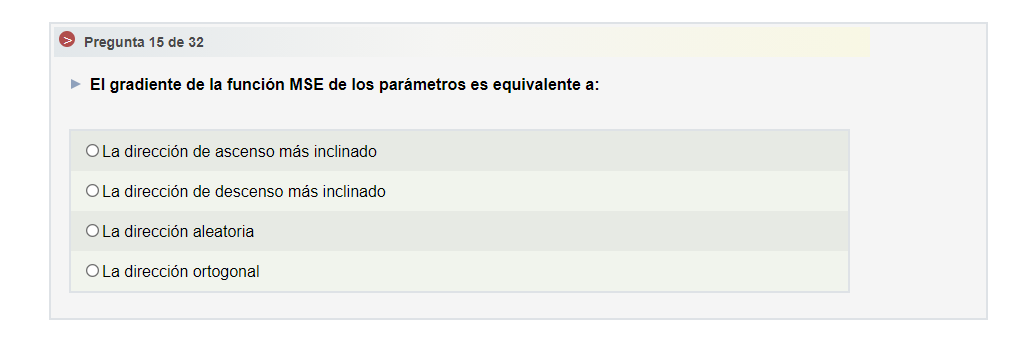 Pregunta 15 de 32
El gradiente de la función MSE de los parámetros es equivalente a:
La dirección de ascenso más inclinado
La dirección de descenso más inclinado
La dirección aleatoria
La dirección ortogonal